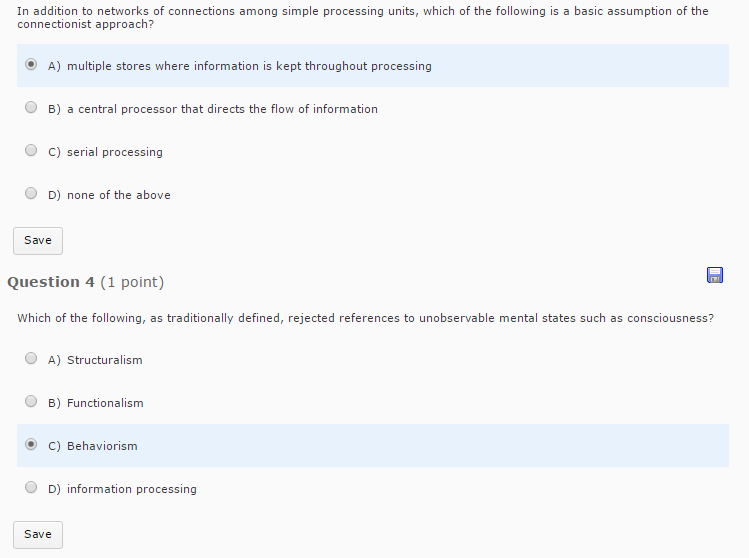 In addition to networks of connections among simple processing units, which of the following is a basic assumption of the
connectionist approach?
A) multiple stores where information is kept throughout processing
B) a central processor that directs the flow of information
C) serial processing
D) none of the above
Save
Question 4 (1 point)
Which of the following, as traditionally defined, rejected references to unobservable mental states such as consciousness?
A) Structuralism
B) Functionalism
C) Behaviorism
D) information processing
Save